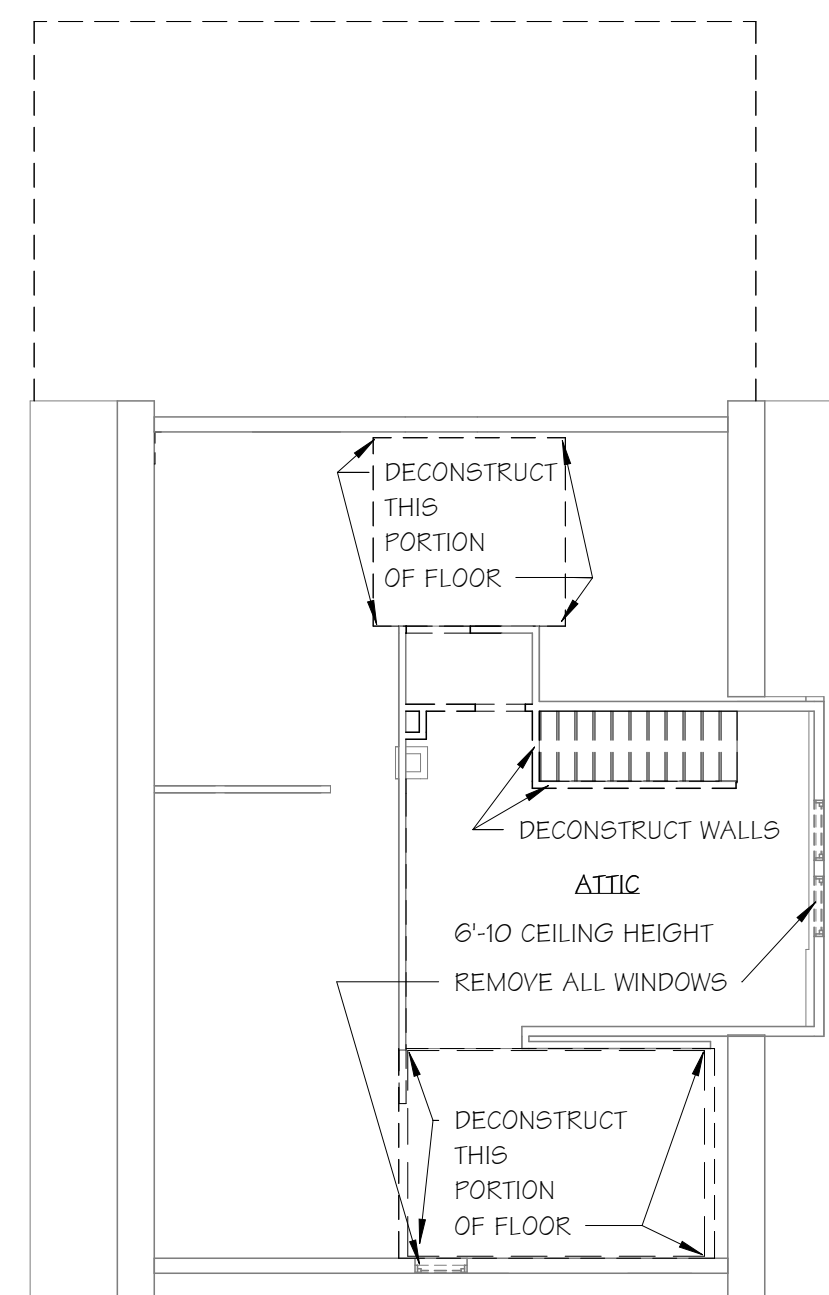 DECONSTRUCT
THIS
PORTION
OF FLOOR
DECONSTRUCT WALLS
ATTIC
6'-10 CEILING HEIGHT
REMOVE ALL WINDOWS
DECONSTRUCT
THIS
PORTION
OF FLOOR